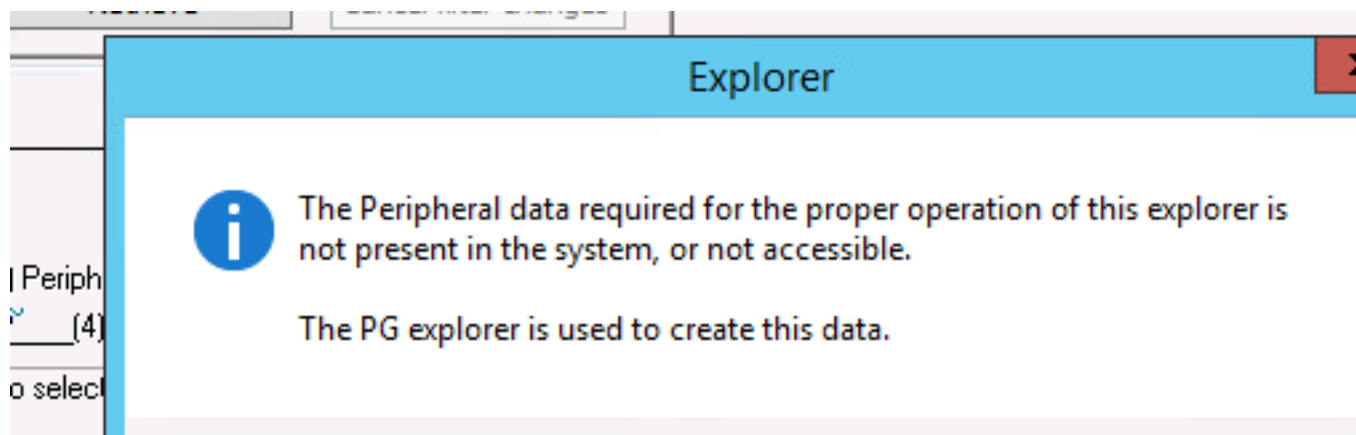 Explorer
The Peripheral data required for the proper operation of this explorer is
not present in the system, or not accessible.
Periph
(4)
The PG explorer is used to create this data.
o select